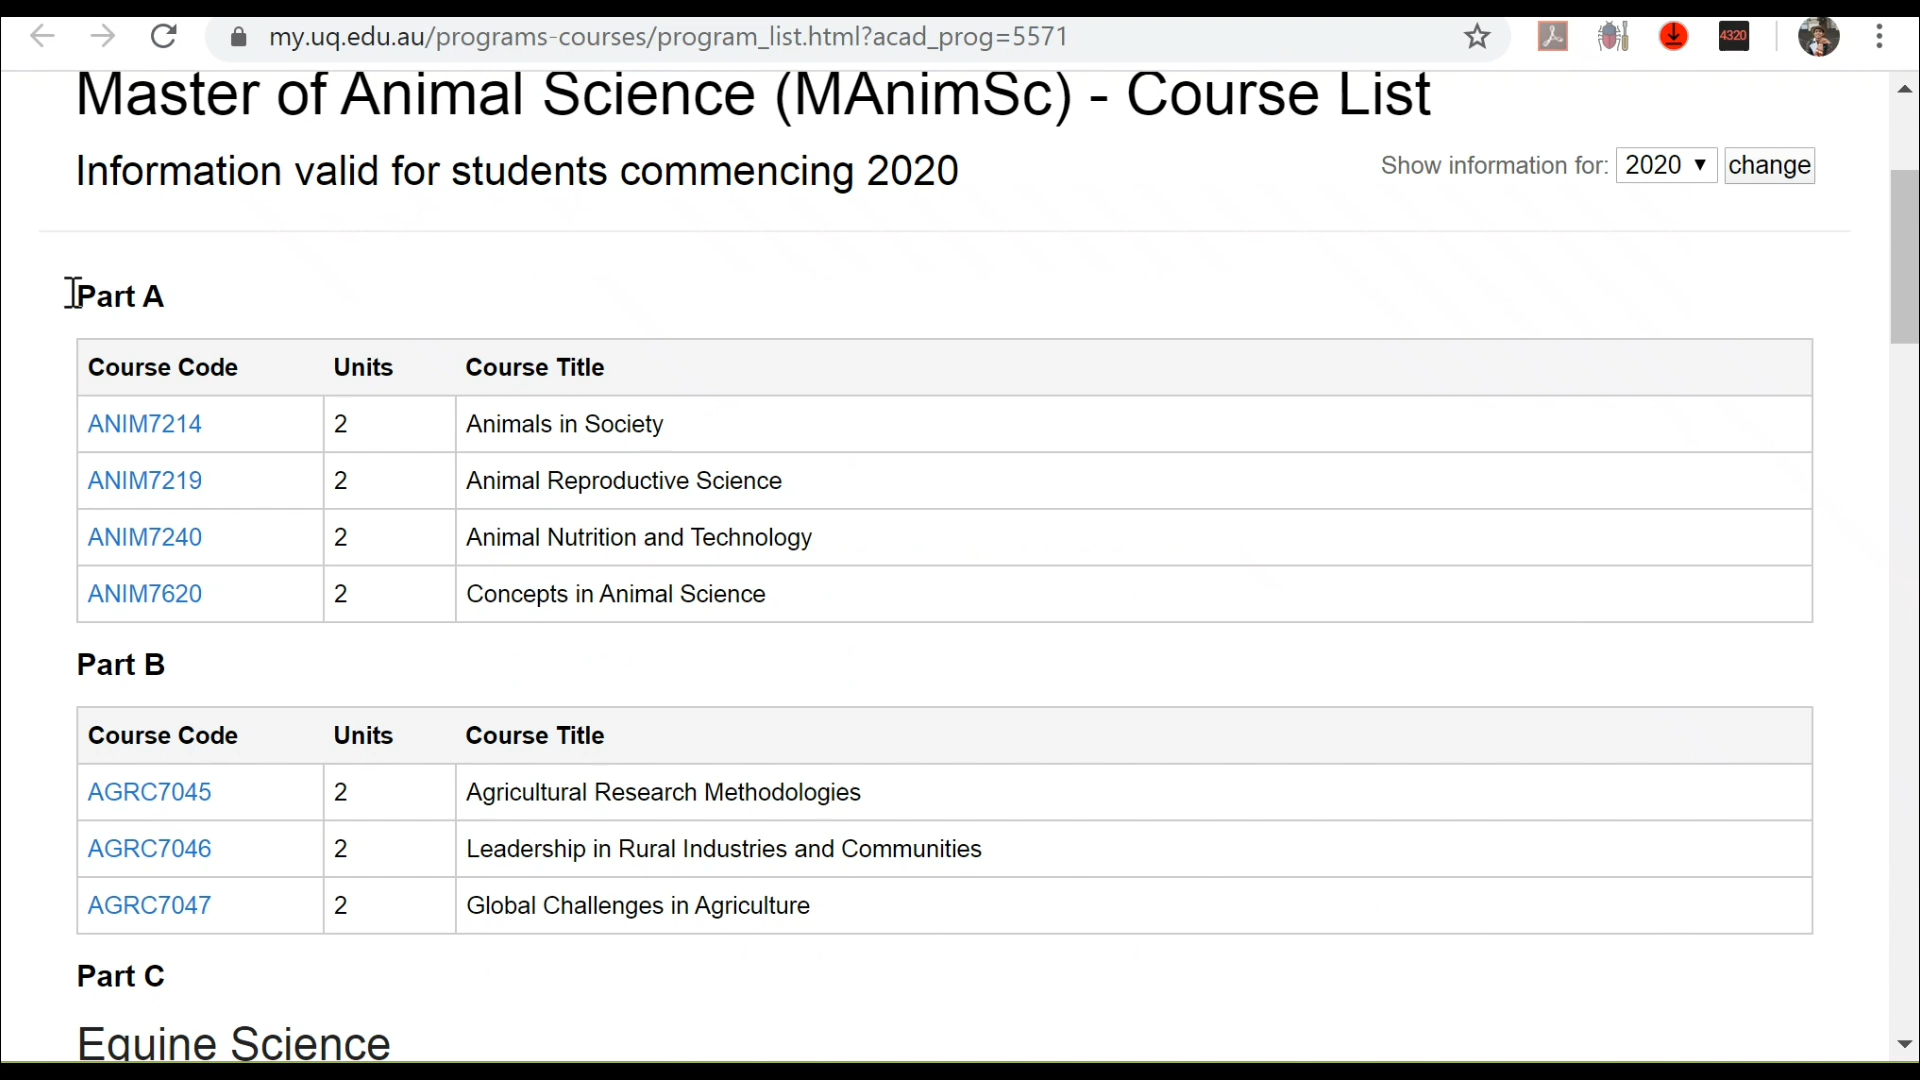 my.uq.edu.au/programs-courses/program_list.html?acad_prog=5571
4320
Master of Animal Science (MAnimSc) - Course List
Information valid for students commencing 2020
Show information for: 2020 change
Part A
Course Code Units Course Title
ANIM7214 2 Animals in Society
ANIM7219 2 Animal Reproductive Science
ANIM7240 2 Animal Nutrition and Technology
ANIM7620 2 Concepts in Animal Science
Part B
Course Code Units Course Title
AGRC7045 2 Agricultural Research Methodologies
AGRC7046 2 Leadership in Rural Industries and Communities
AGRC7047 2 Global Challenges in Agriculture
Part C
Equine Science